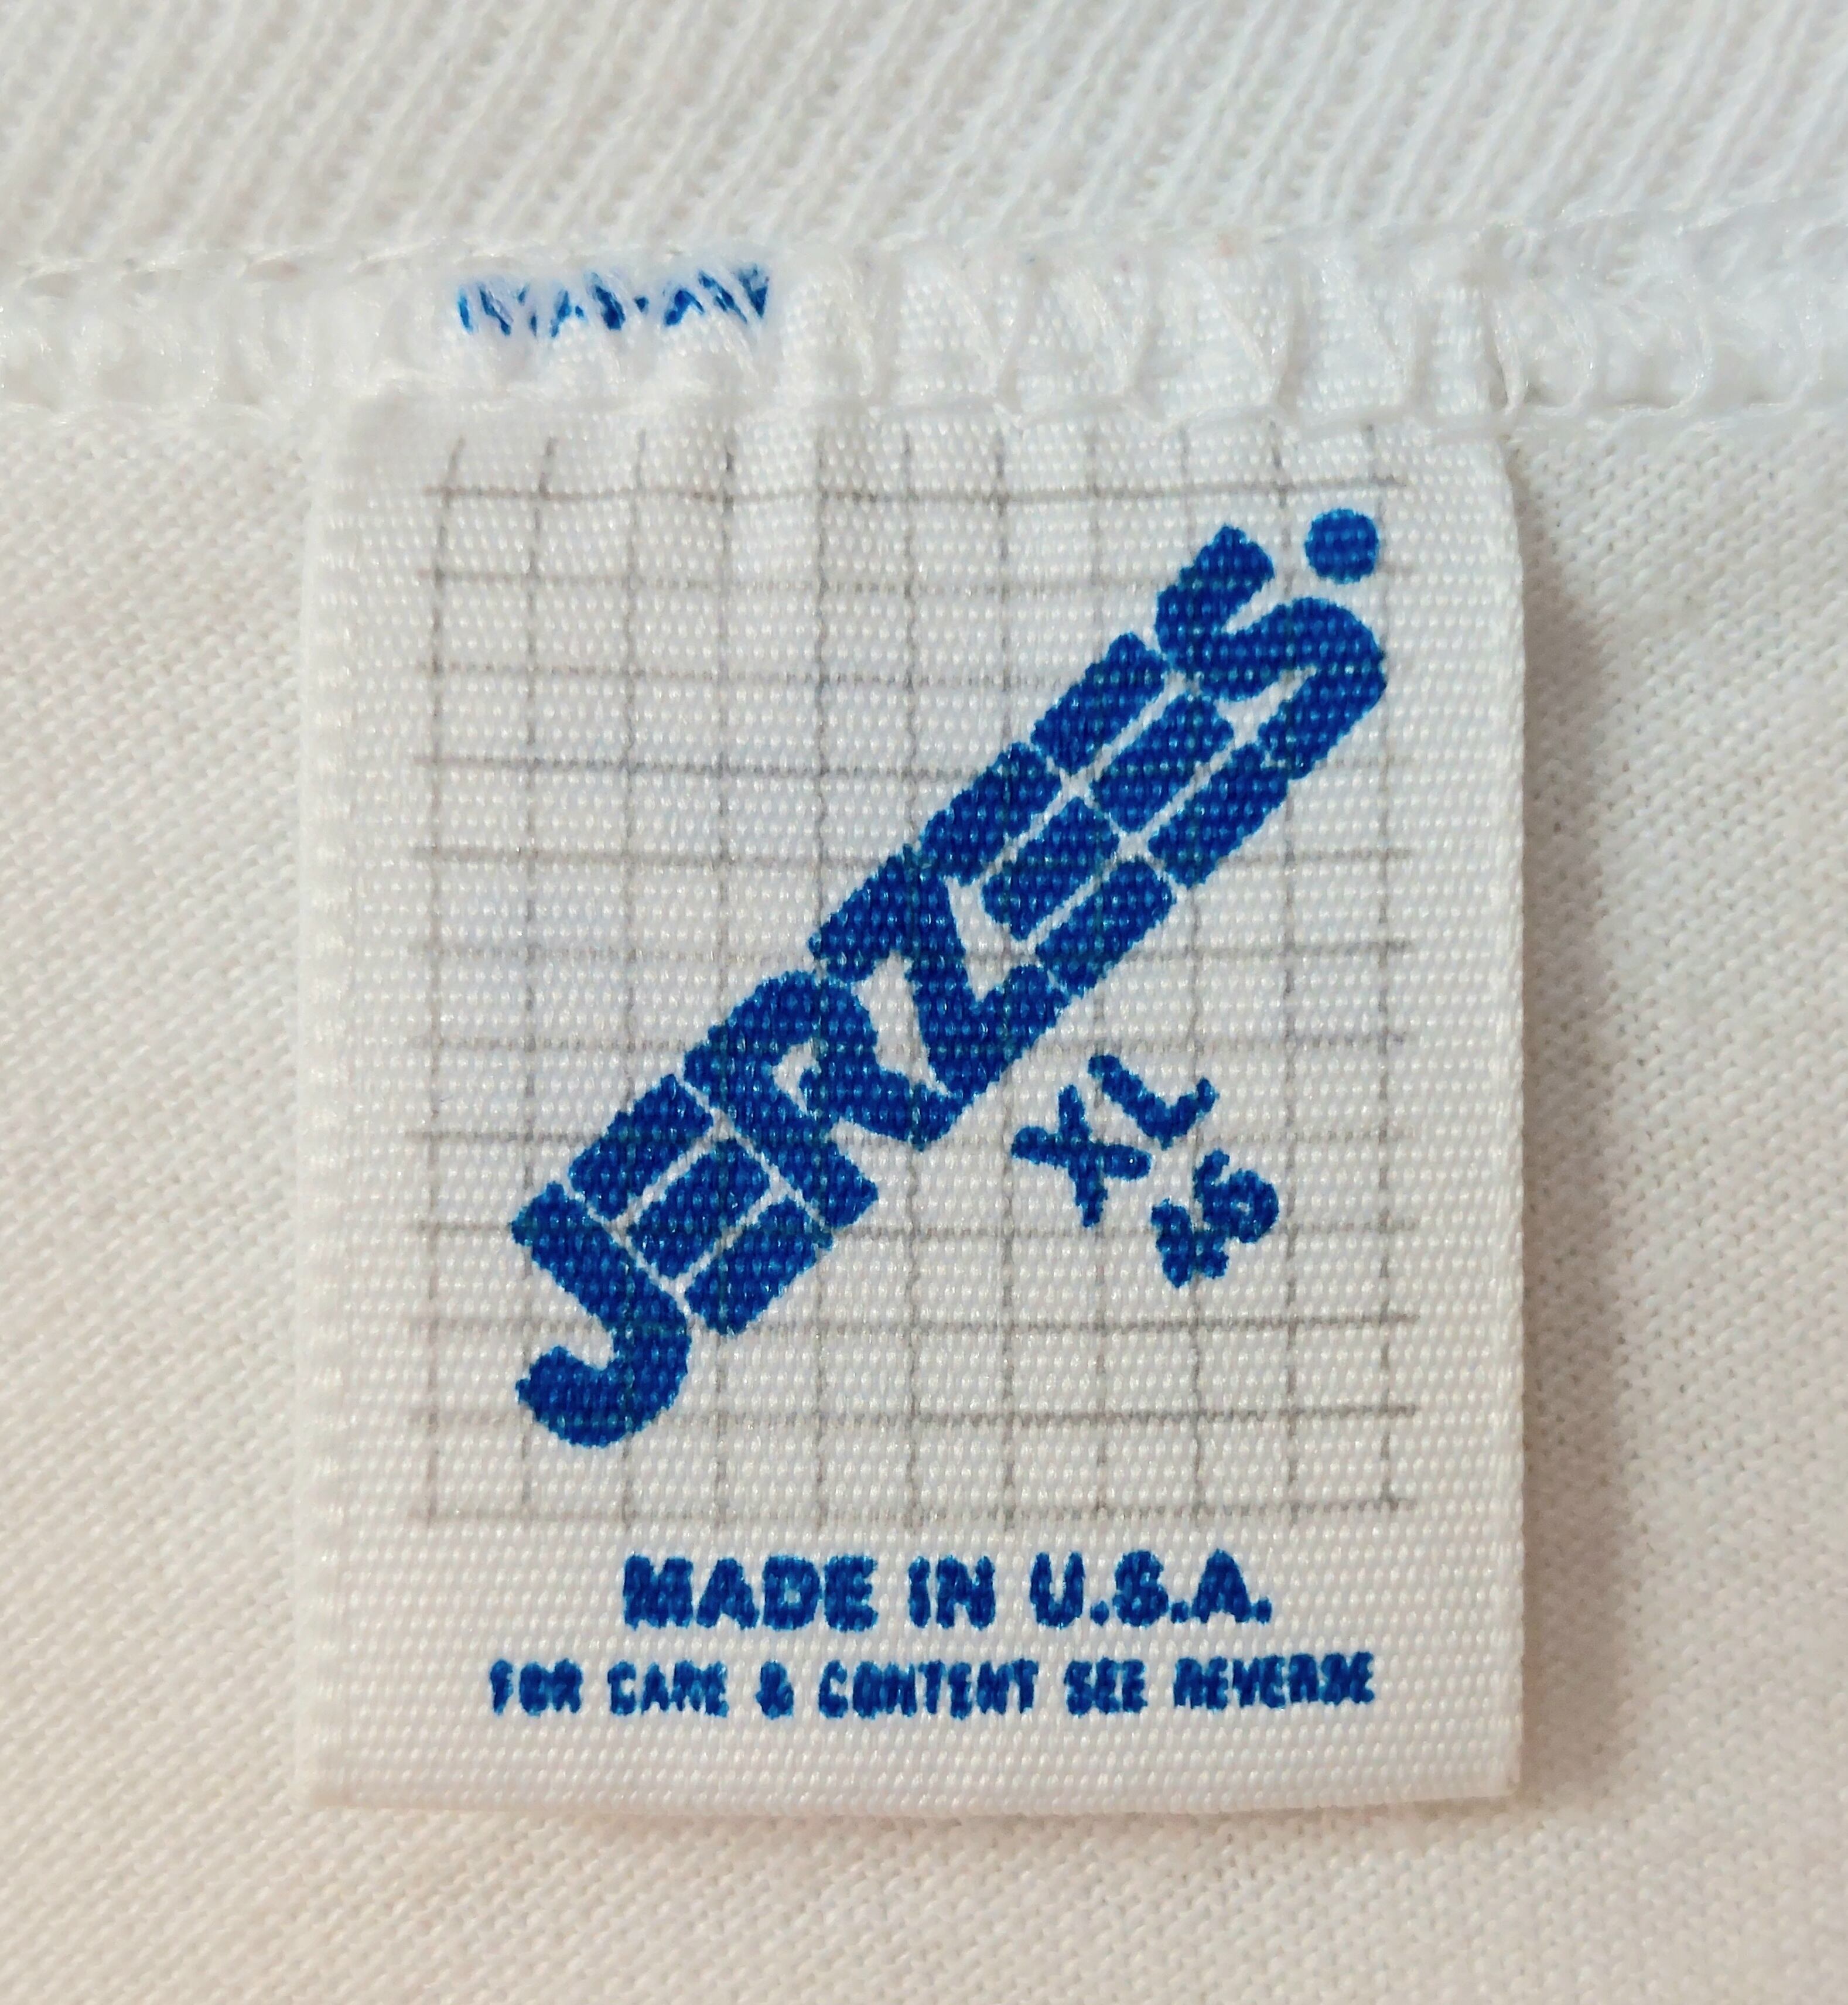 JERZEES.
XL
46
MADE IN U.S.A.
FOR CARE & CONTENT SEE REVERSE